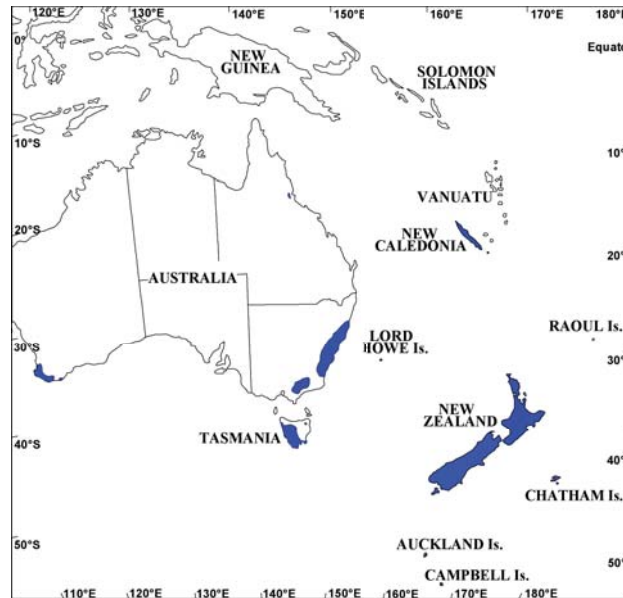 120°E 130°E 140°E 150°E 160°E 170°E 180°
0°
NEW
GUINEA
Equato
SOLOMON
ISLANDS
10°S
10°
VANUATU
20°S
NEW
CALEDONIA
20°
AUSTRALIA
RAOUL Is.
LORD
HOWE Is.
30°S
30°
NEW
ZEALAND
TASMANIA
40°S
40°
CHATHAM Is.
AUCKLAND Is.
50°S
50°
CAMPBELL Is.
110°E 120°E 130°E 140°E 150°E 160°E 170°E 180°